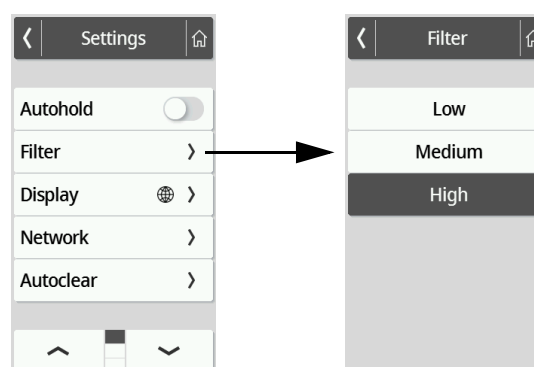 Settings
Autohold
Filter
Display
Network
Autoclear
Filter
Low
Medium
High